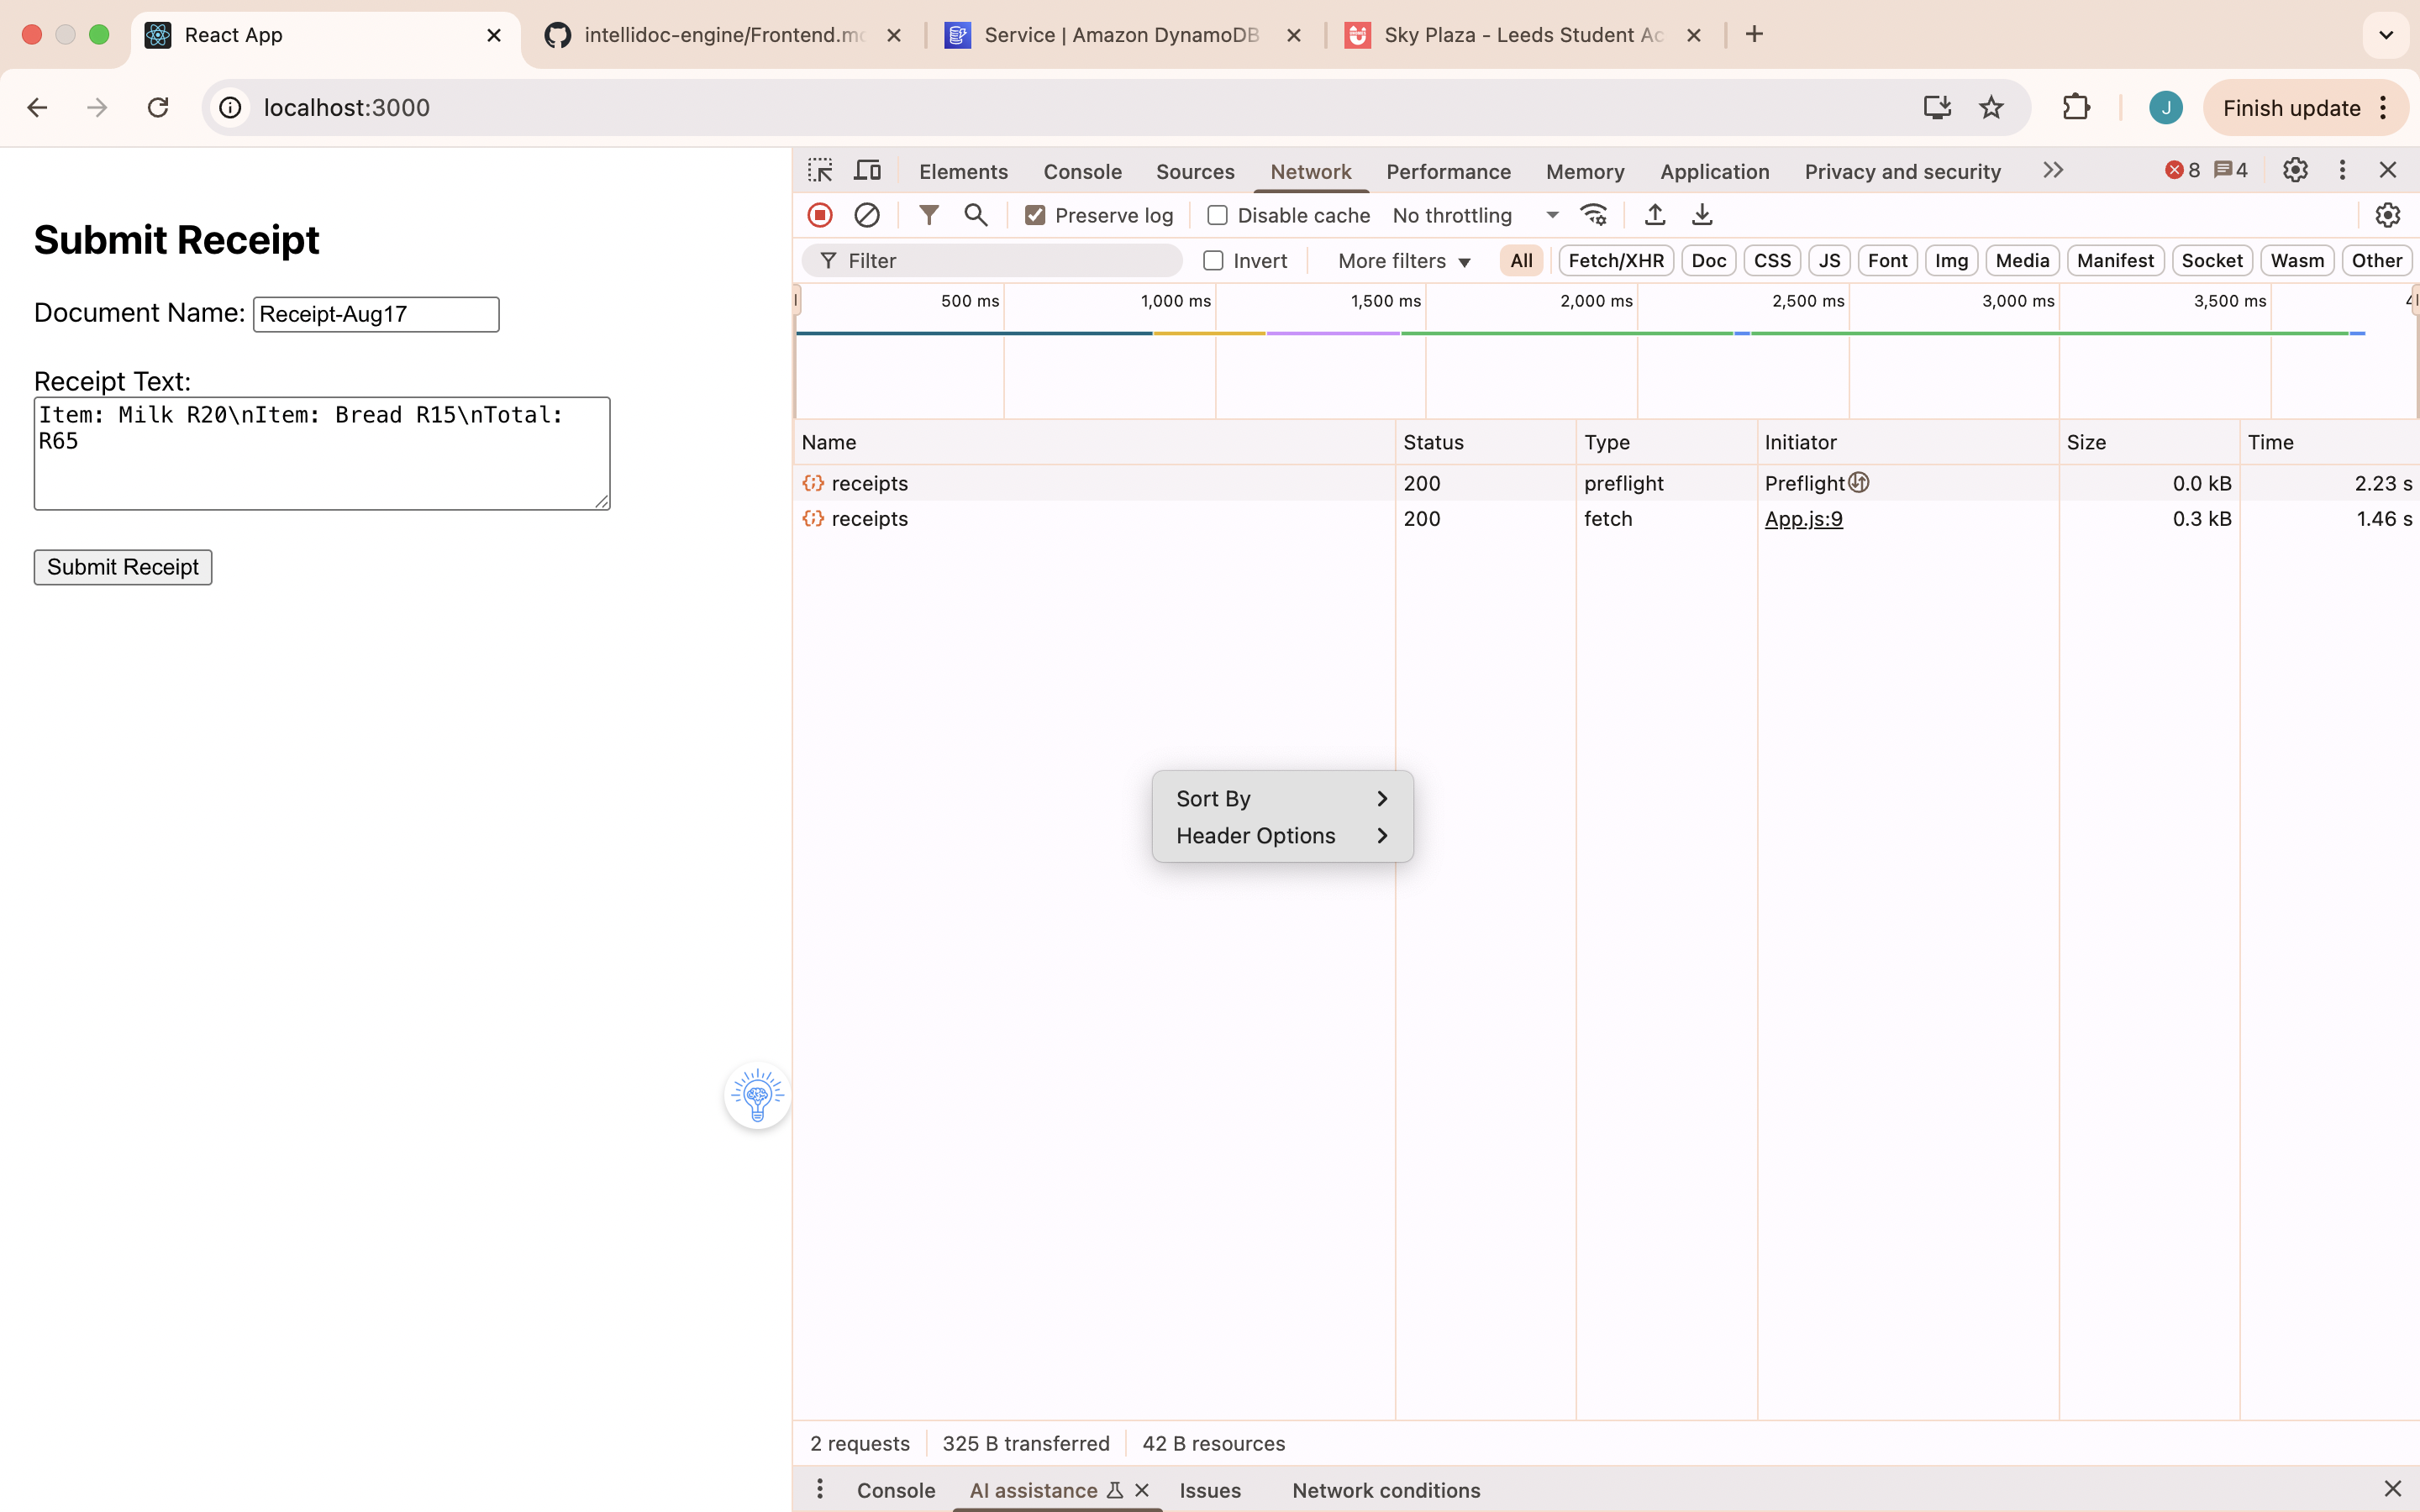 React App
intellidoc-engine/Frontend.md
Service | Amazon DynamoDB
Sky Plaza - Leeds Student Ac
localhost:3000
J
Finish update
Submit Receipt
Document Name: Receipt-Aug17
Receipt Text:
Item: Milk R20\nItem: Bread R15\nTotal:
R65
Submit Receipt
Elements Console Sources Network Performance Memory Application Privacy and security 8 4
Preserve log Disable cache No throttling
Filter Invert More filters All Fetch/XHR Doc CSS JS Font Img Media Manifest Socket Wasm Other
500 ms 1,000 ms 1,500 ms 2,000 ms 2,500 ms 3,000 ms 3,500 ms 4
Name Status Type Initiator Size Time
receipts 200 preflight Preflight 0.0 kB 2.23 s
receipts 200 fetch App.js:9 0.3 kB 1.46 s
Sort By
Header Options
2 requests 325 B transferred 42 B resources
Console AI assistance Issues Network conditions